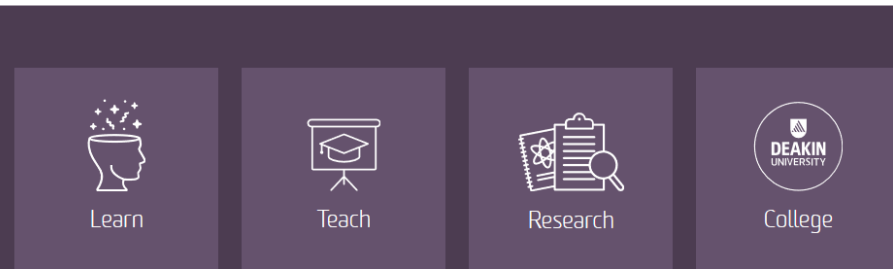 Learn
Teach
Research
DEAKIN
UNIVERSITY
College